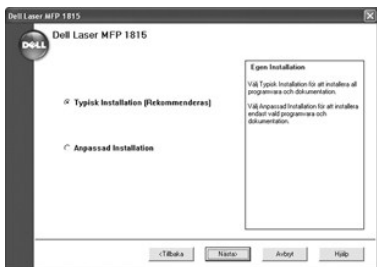 Dell Laser MFP 1815
DELL
Dell Laser MFP 1815
Egen Installation
Välj Typisk Installation för att installera all
programvara och dokumentation.
Välj Anpassad Installation för att installera
endast vald programvara och
dokumentation.
Typisk Installation (Rekommenderas)
Anpassad Installation
<Tillbaka
Nästa>
Avbryt
Hjälp